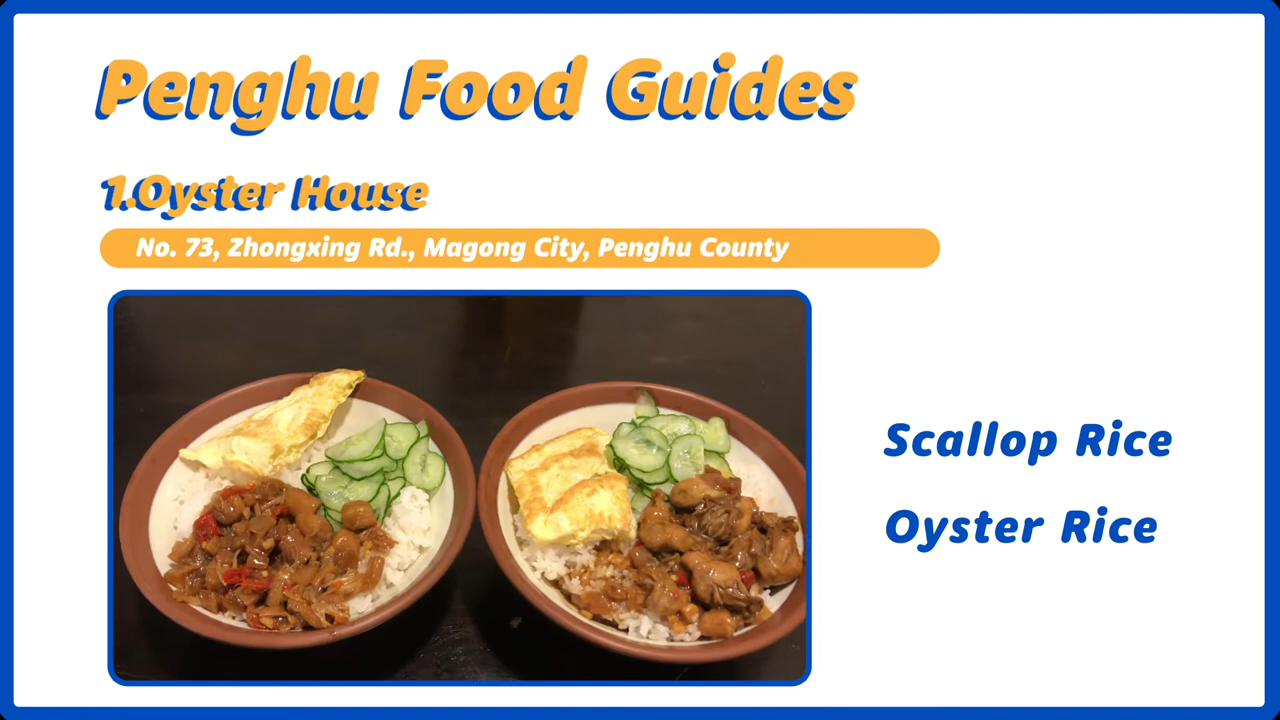 Penghu Food Guides
1.Oyster House
No. 73, Zhongxing Rd., Magong City, Penghu County
Scallop Rice
Oyster Rice